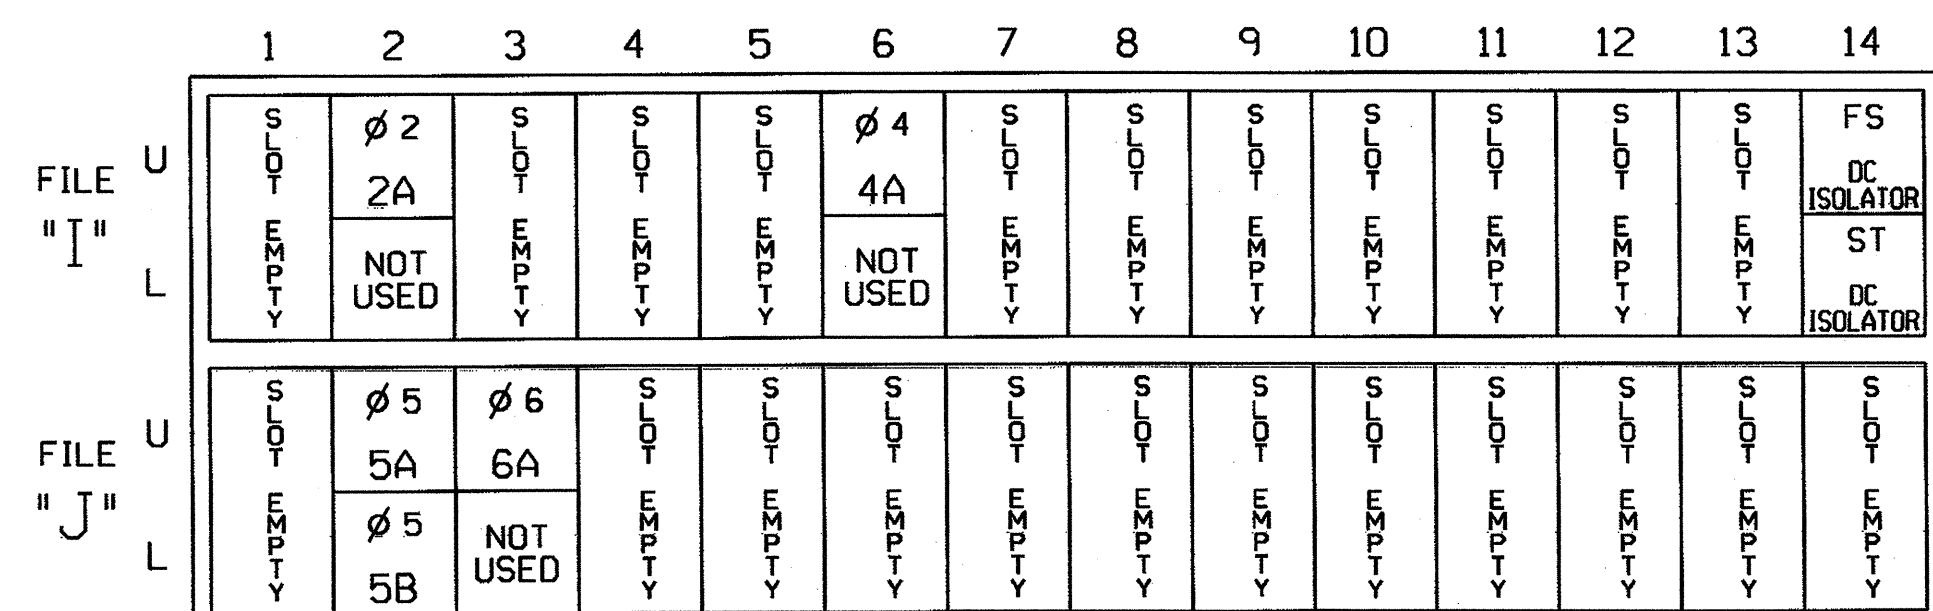 1 2 3 4 5 6 7 8 9 10 11 12 13 14
FILE "I"
U
L
SLOT EMPTY
ø 2
2A
NOT USED
SLOT EMPTY
SLOT EMPTY
SLOT EMPTY
ø 4
4A
NOT USED
SLOT EMPTY
SLOT EMPTY
SLOT EMPTY
SLOT EMPTY
SLOT EMPTY
SLOT EMPTY
SLOT EMPTY
FS
DC ISOLATOR
ST
DC ISOLATOR
FILE "J"
U
L
SLOT EMPTY
ø 5
5A
ø 5
5B
ø 6
6A
NOT USED
SLOT EMPTY
SLOT EMPTY
SLOT EMPTY
SLOT EMPTY
SLOT EMPTY
SLOT EMPTY
SLOT EMPTY
SLOT EMPTY
SLOT EMPTY
SLOT EMPTY
SLOT EMPTY